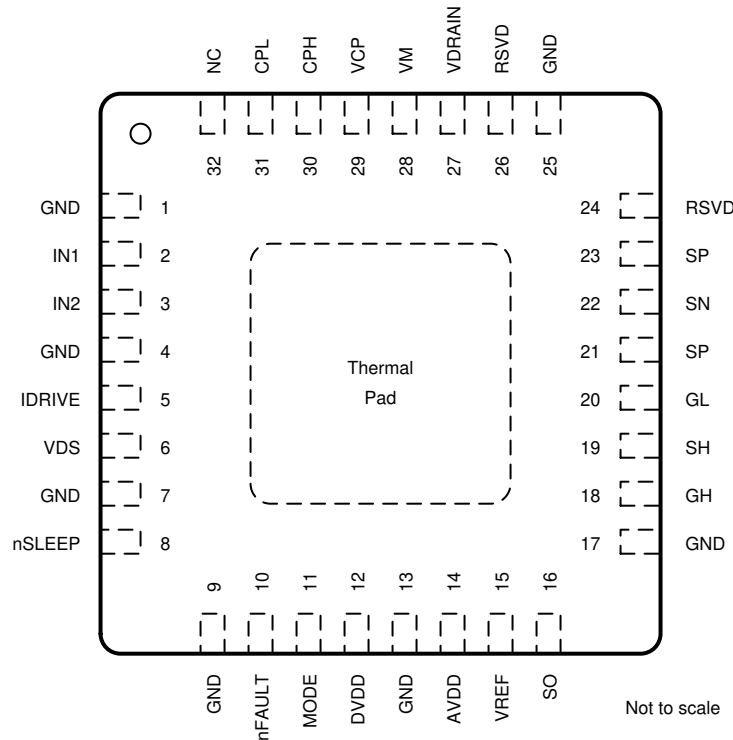 NC CPL CPH VCP VM VDRAIN RSVD GND
32 31 30 29 28 27 26 25
GND 1 24 RSVD
IN1 2 23 SP
IN2 3 22 SN
GND 4 21 SP
Thermal
Pad
IDRIVE 5 20 GL
VDS 6 19 SH
GND 7 18 GH
nSLEEP 8 17 GND
9 10 11 12 13 14 15 16
GND nFAULT MODE DVDD GND AVDD VREF SO
Not to scale